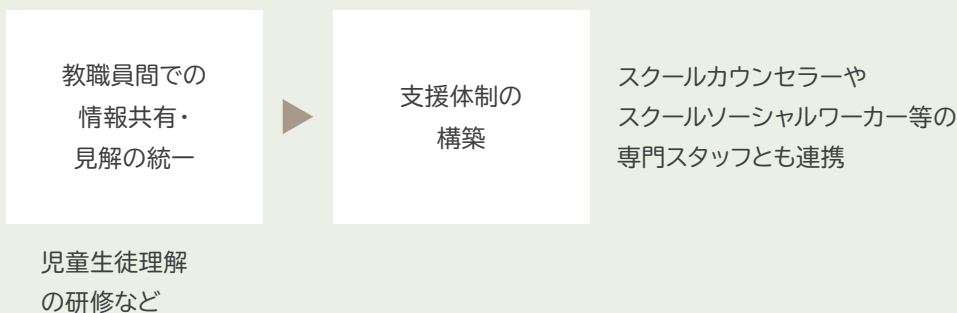 教職員間での
情報共有・
見解の統一
支援体制の
構築
スクールカウンセラーや
スクールソーシャルワーカー等の
専門スタッフとも連携
児童生徒理解
の研修など